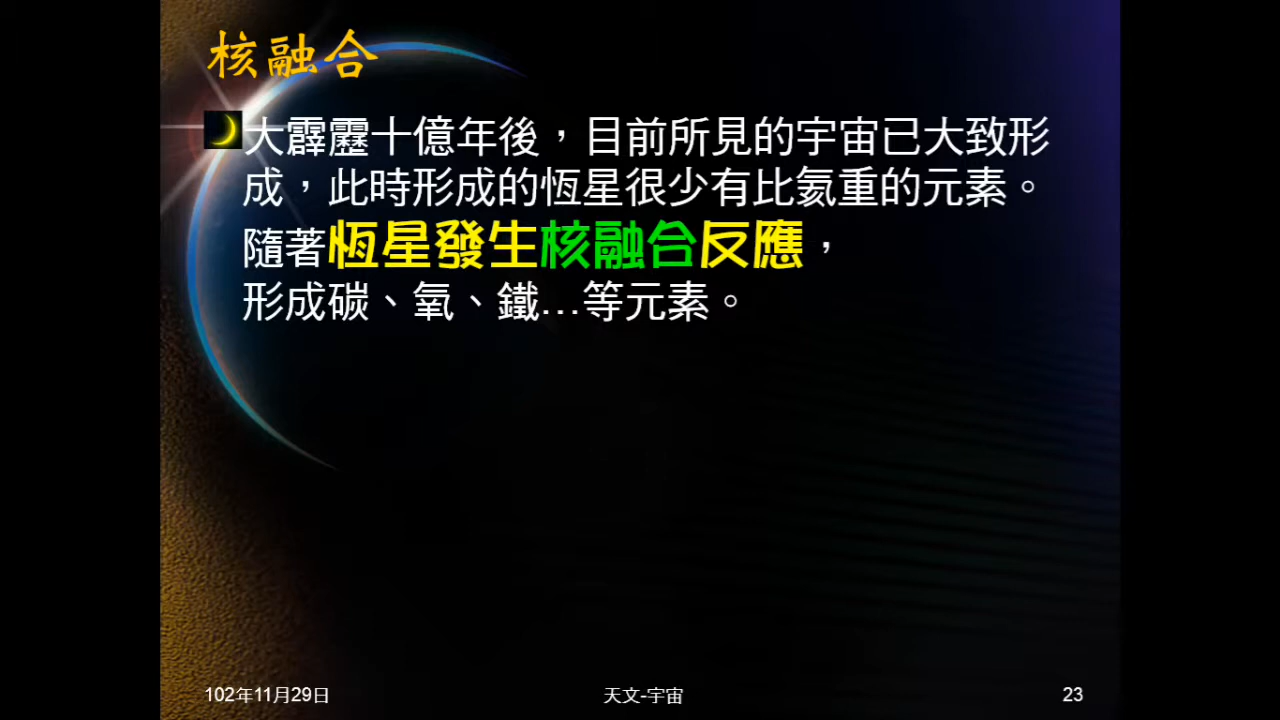 核融合
大霹靂十億年後，目前所見的宇宙已大致形
成，此時形成的恆星很少有比氦重的元素。
隨著恆星發生核融合反應，
形成碳、氧、鐵…等元素。
102年11月29日
天文-宇宙
23